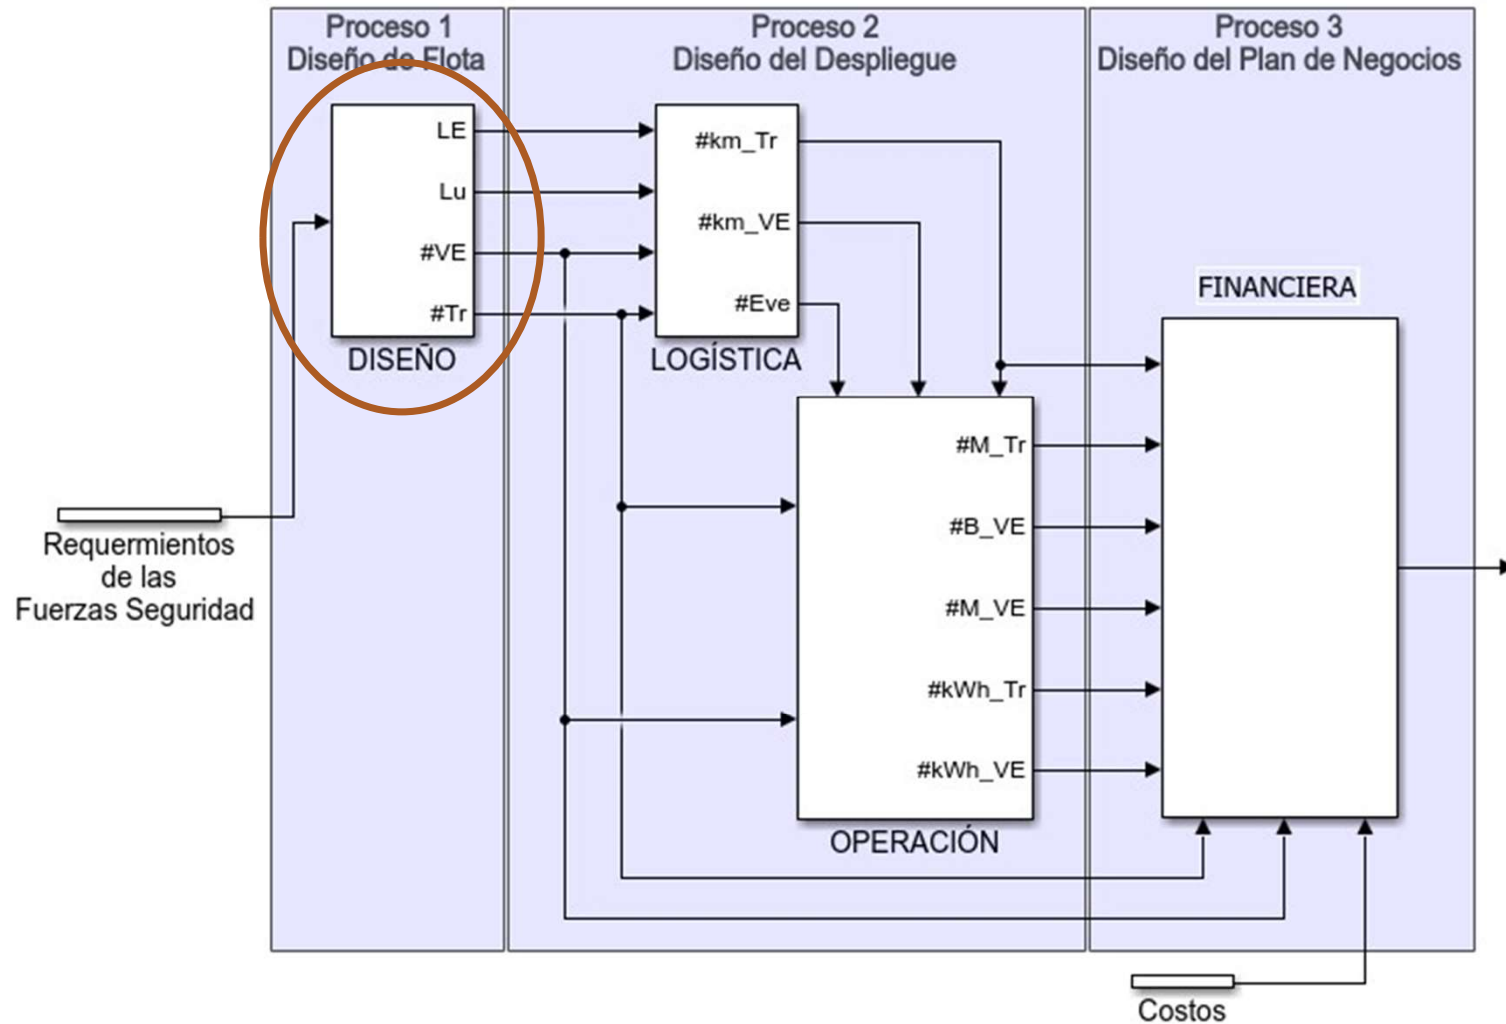 Proceso 1
Diseño de Flota
Proceso 2
Diseño del Despliegue
Proceso 3
Diseño del Plan de Negocios
LE
Lu
#VE
#Tr
DISEÑO
#km_Tr
#km_VE
#Eve
LOGÍSTICA
FINANCIERA
#M_Tr
#B_VE
#M_VE
#kWh_Tr
#kWh_VE
OPERACIÓN
Requermientos
de las
Fuerzas Seguridad
Costos